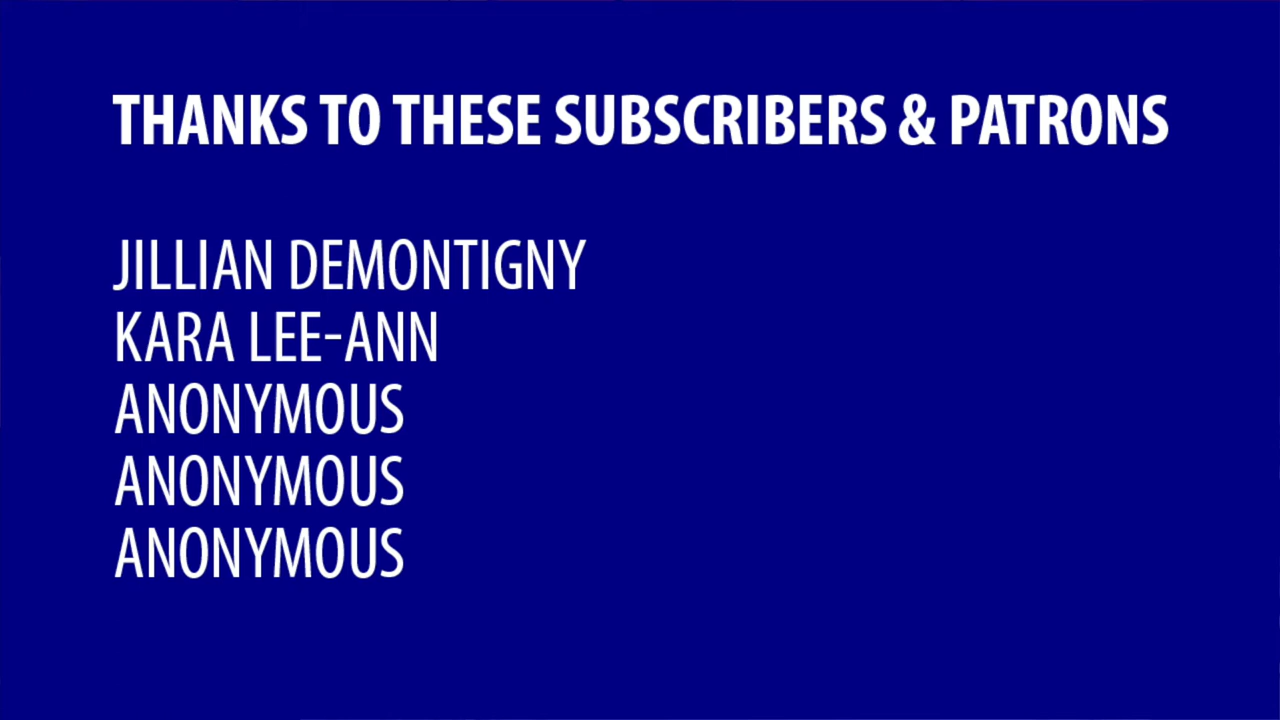 THANKS TO THESE SUBSCRIBERS & PATRONS
JILLIAN DEMONTIGNY
KARA LEE-ANN
ANONYMOUS
ANONYMOUS
ANONYMOUS